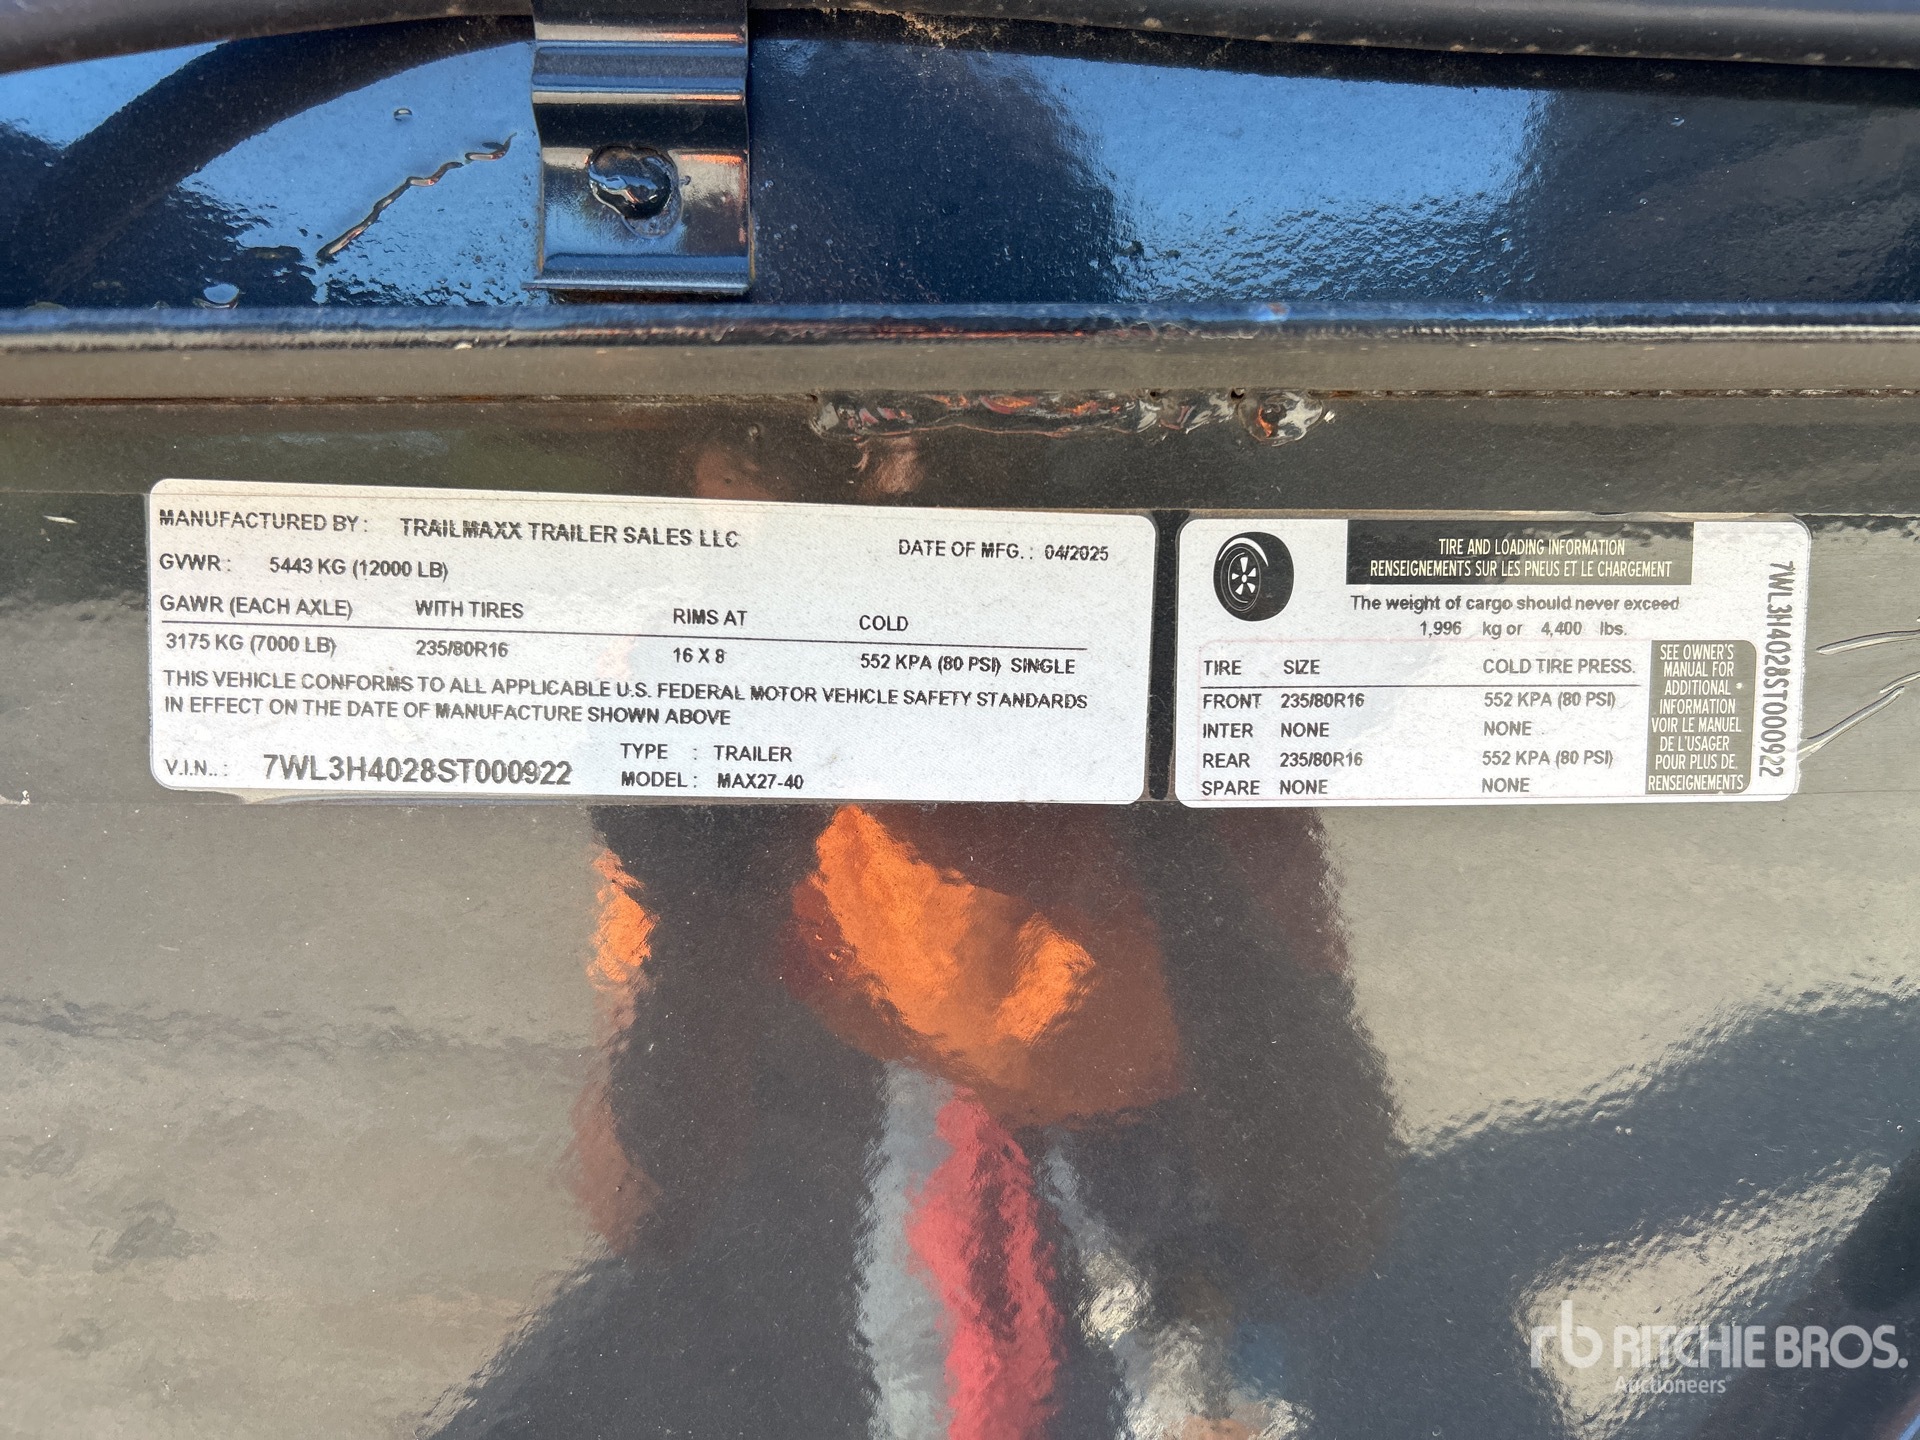 MANUFACTURED BY: TRAILMAXX TRAILER SALES LLC
DATE OF MFG.: 04/2025
GVWR: 5443 KG (12000 LB)
GAWR (EACH AXLE) WITH TIRES RIMS AT COLD
3175 KG (7000 LB) 235/80R16 16 X 8 552 KPA (80 PSI) SINGLE
THIS VEHICLE CONFORMS TO ALL APPLICABLE U.S. FEDERAL MOTOR VEHICLE SAFETY STANDARDS
IN EFFECT ON THE DATE OF MANUFACTURE SHOWN ABOVE
V.I.N..: 7WL3H4028ST000922
TYPE : TRAILER
MODEL: MAX27-40
TIRE AND LOADING INFORMATION
RENSEIGNEMENTS SUR LES PNEUS ET LE CHARGEMENT
The weight of cargo should never exceed
1,996 kg or 4,400 lbs.
TIRE SIZE COLD TIRE PRESS.
FRONT 235/80R16 552 KPA (80 PSI)
INTER NONE NONE
REAR 235/80R16 552 KPA (80 PSI)
SPARE NONE NONE
SEE OWNER'S
MANUAL FOR
ADDITIONAL
INFORMATION
VOIR LE MANUEL
DE L'USAGER
POUR PLUS DE
RENSEIGNEMENTS
7WL3H4028ST000922
rb RITCHIE BROS.
Auctioneers